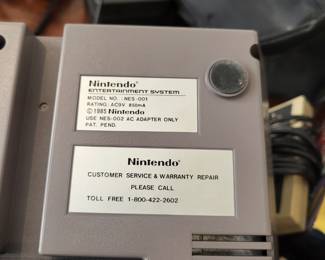 Nintendo®
ENTERTAINMENT SYSTEM™
MODEL NO.: NES-001
RATING: AC9V 850mA
©1985 Nintendo
USE NES-002 AC ADAPTER ONLY
PAT. PEND.
Nintendo®
CUSTOMER SERVICE & WARRANTY REPAIR
PLEASE CALL
TOLL FREE 1-800-422-2602